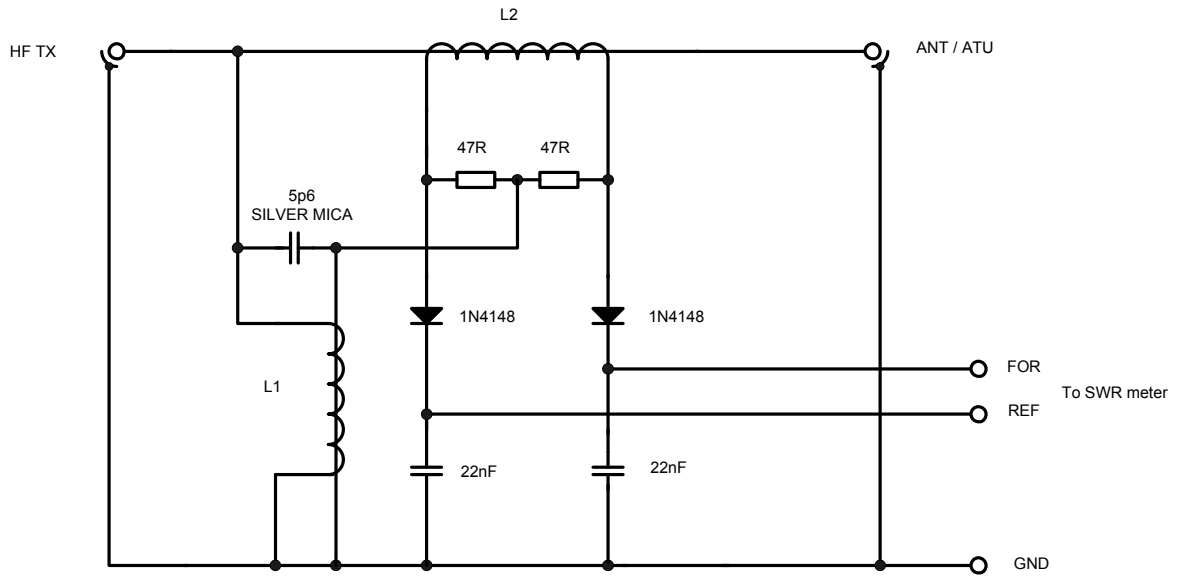 L2
HF TX
ANT / ATU
47R
47R
5p6
SILVER MICA
1N4148
1N4148
FOR
L1
To SWR meter
REF
22nF
22nF
GND